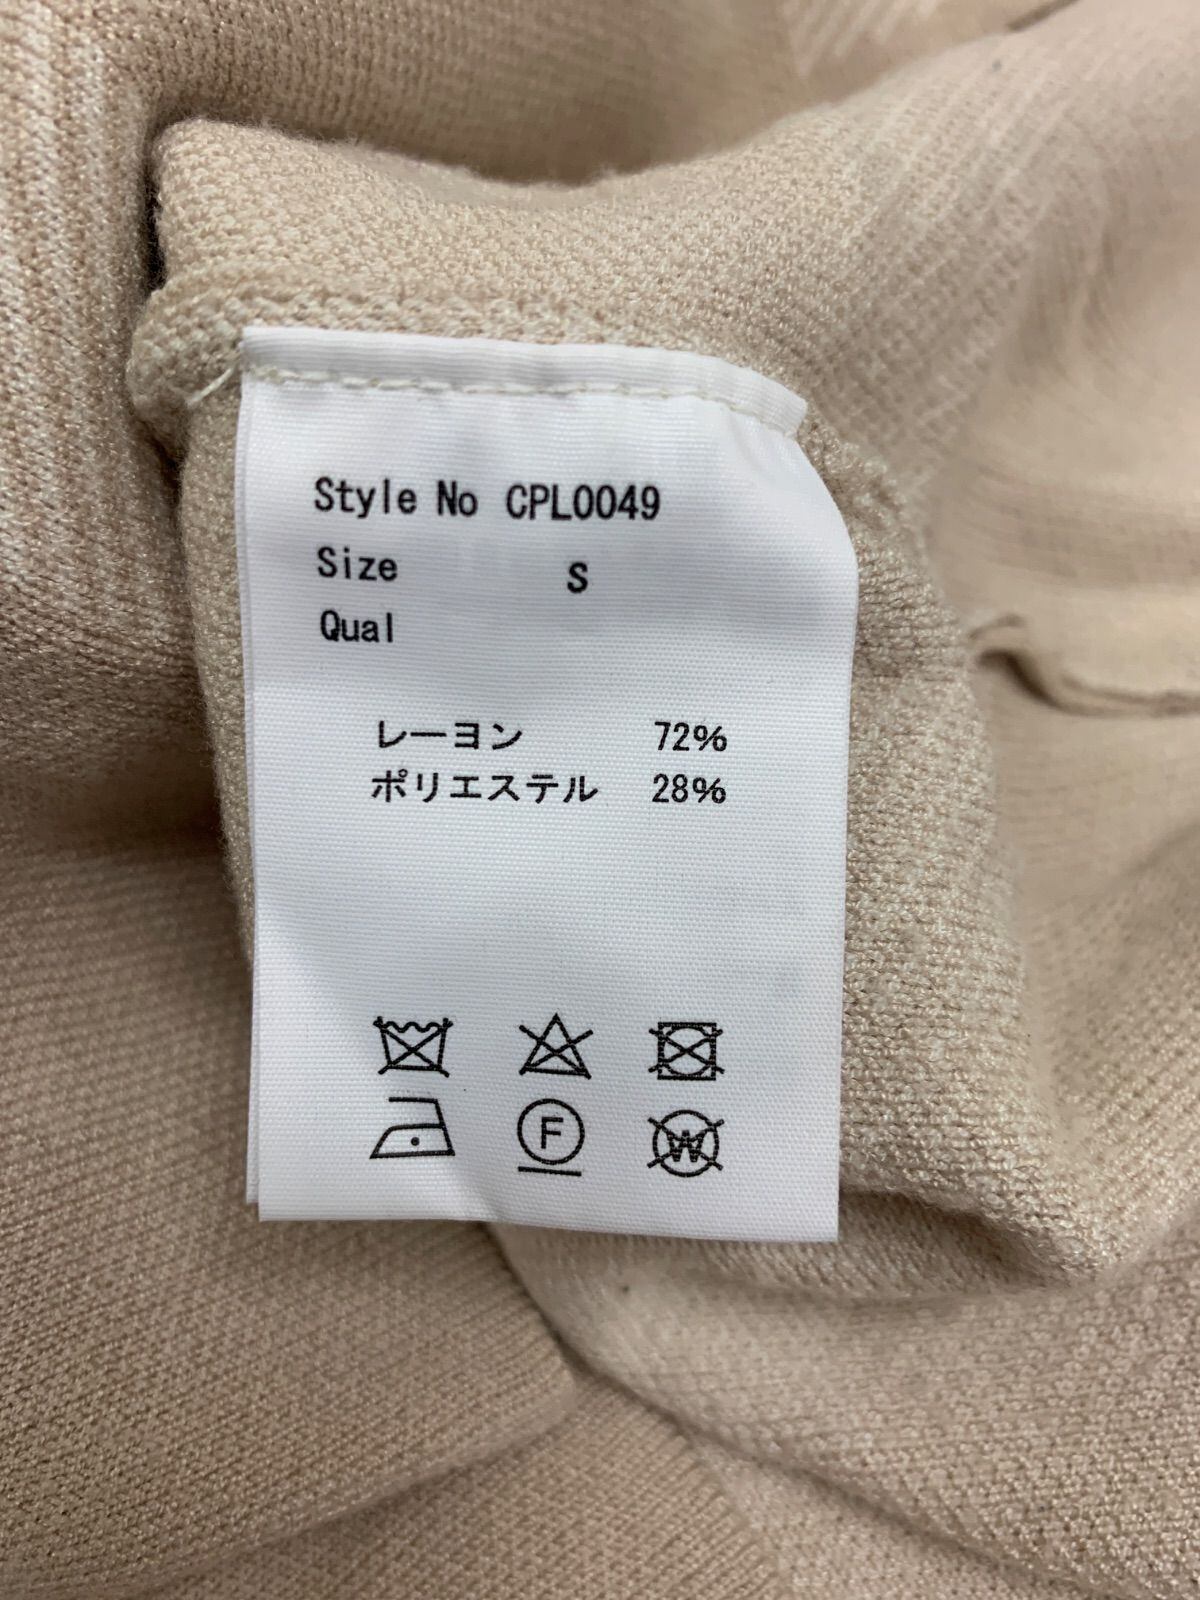 Style No CPL0049
Size S
Qual
レーヨン 72%
ポリエステル 28%
F
W